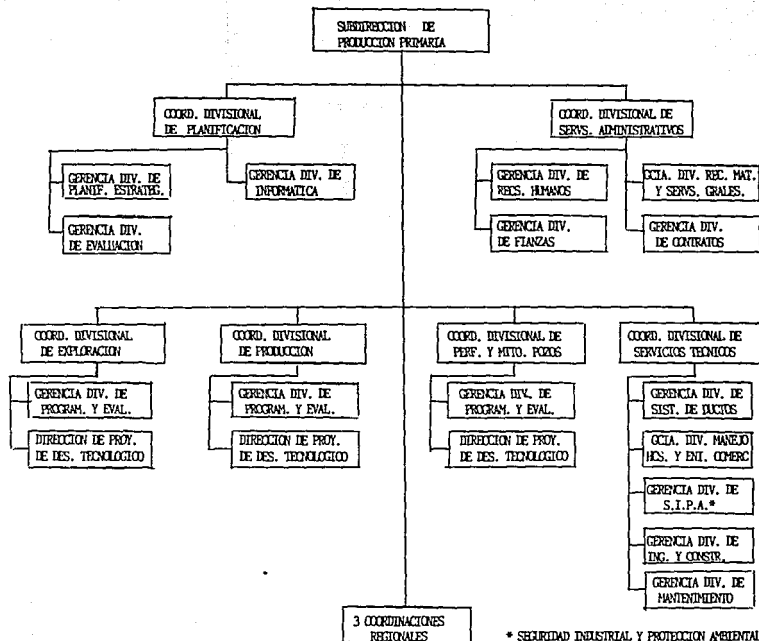 SUBDIRECCION DE
PRODUCCION PRIMARIA
COORD. DIVISIONAL
DE PLANIFICACION
COORD. DIVISIONAL DE
SERVS. ADMINISTRATIVOS
GERENCIA DIV. DE
PLANIF. ESTRATEG.
GERENCIA DIV. DE
INFORMATICA
GERENCIA DIV.
DE EVALUACION
GERENCIA DIV. DE
RECS. HUMANOS
GCIA. DIV. REC. MAT.
Y SERVS. GRALES.
GERENCIA DIV.
DE FIANZAS
GERENCIA DIV.
DE CONTRATOS
COORD. DIVISIONAL
DE EXPLORACION
COORD. DIVISIONAL
DE PRODUCCION
COORD. DIVISIONAL DE
PERF. Y MTTO. POZOS
COORD. DIVISIONAL DE
SERVICIOS TECNICOS
GERENCIA DIV. DE
PROGRAM. Y EVAL.
DIRECCION DE PROY.
DE DES. TECNOLOGICO
GERENCIA DIV. DE
PROGRAM. Y EVAL.
DIRECCION DE PROY.
DE DES. TECNOLOGICO
GERENCIA DIV. DE
PROGRAM. Y EVAL.
DIRECCION DE PROY.
DE DES. TECNOLOGICO
GERENCIA DIV. DE
SIST. DE DUCTOS
GCIA. DIV. MANEJO
HCS. Y ENT. COMERC
GERENCIA DIV. DE
S.I.P.A.*
GERENCIA DIV. DE
ING. Y CONSTR.
GERENCIA DIV. DE
MANTENIMIENTO
3 COORDINACIONES
REGIONALES
* SEGURIDAD INDUSTRIAL Y PROTECCION AMBIENTAL